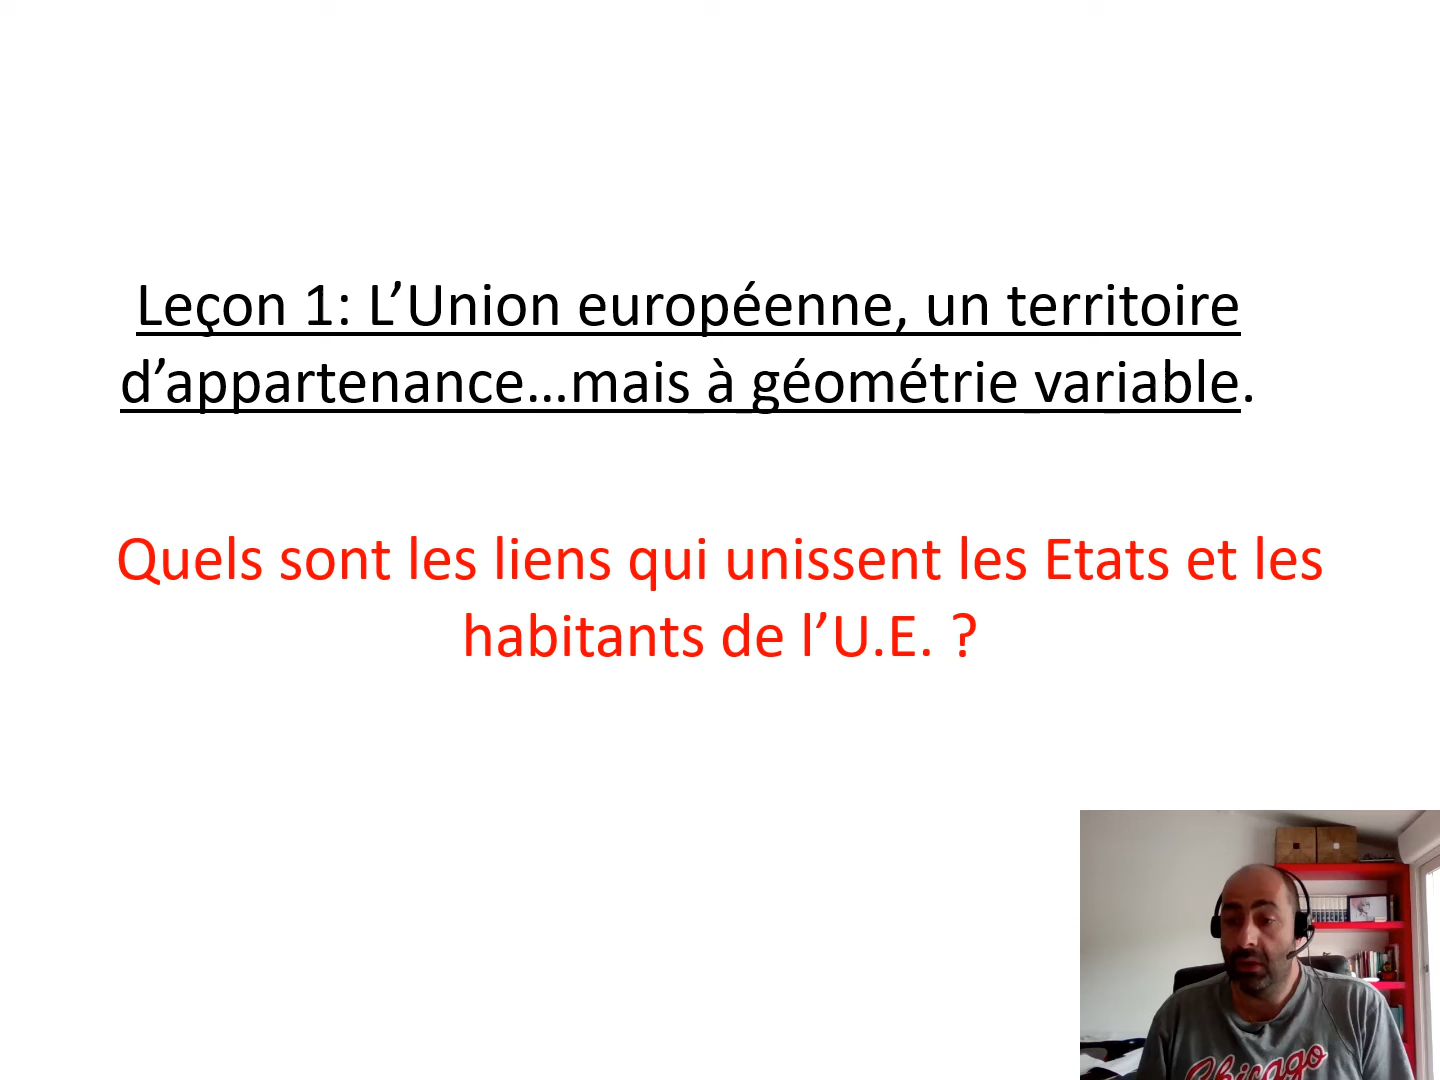 Leçon 1: L’Union européenne, un territoire
d’appartenance…mais à géométrie variable.
Quels sont les liens qui unissent les Etats et les
habitants de l’U.E. ?
Chicago